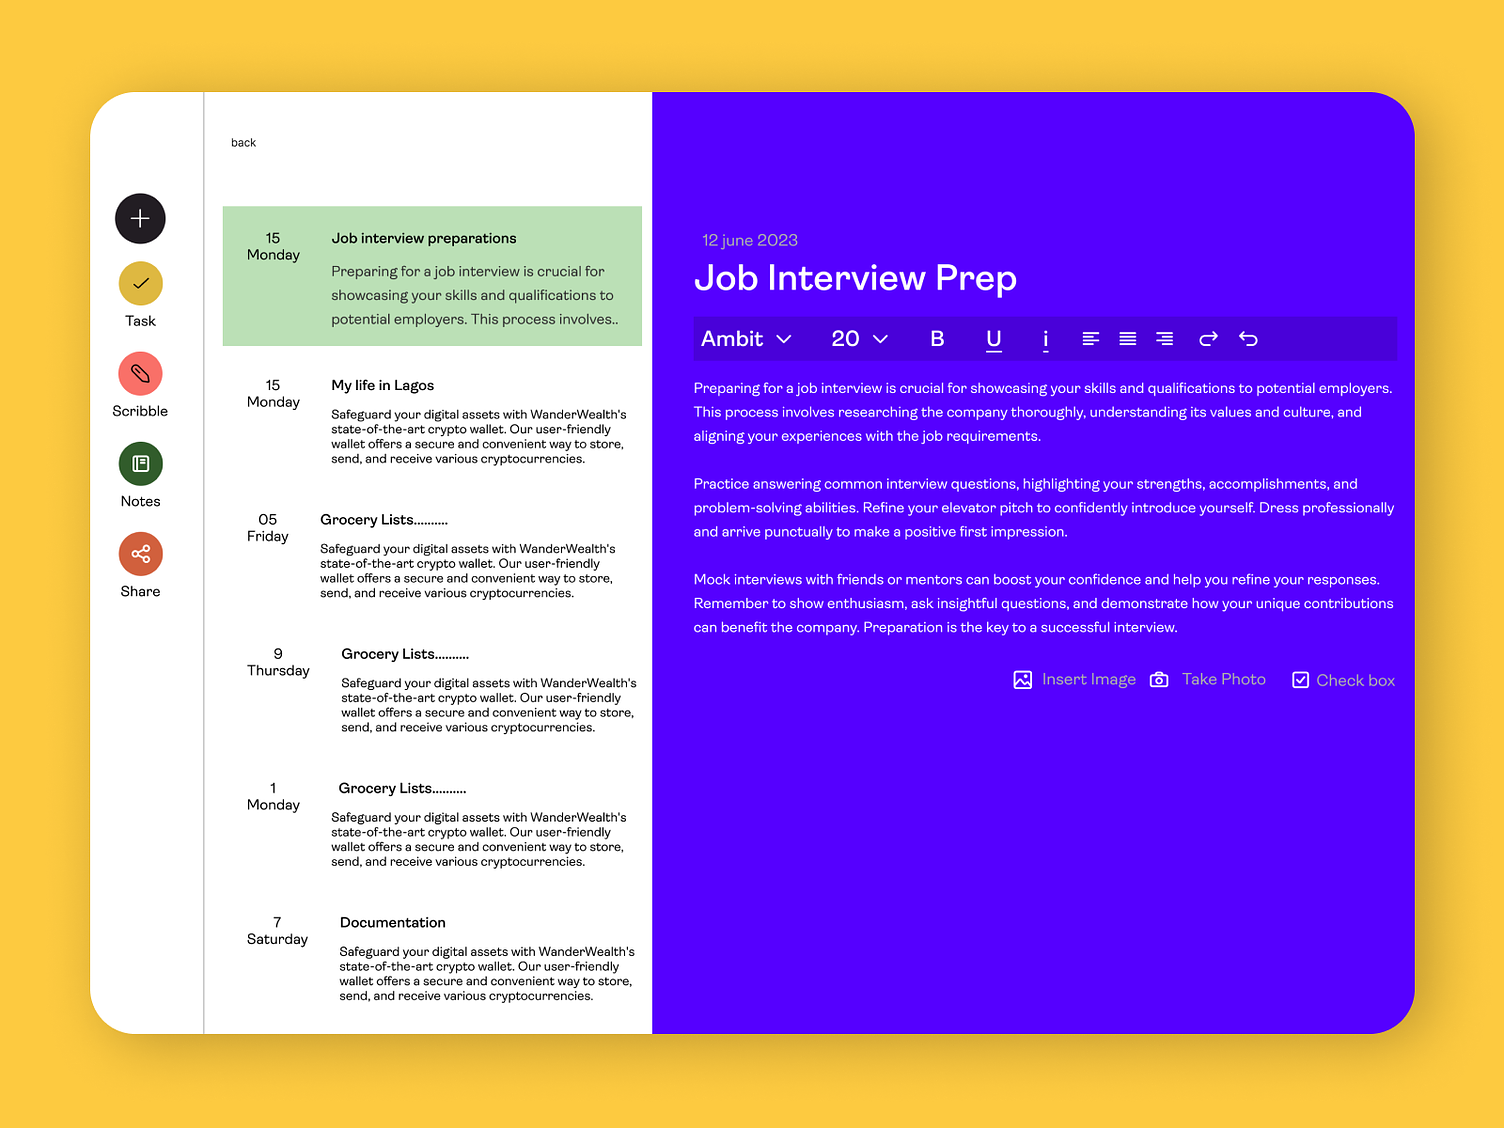 back
Task
Scribble
Notes
Share
15
Monday
Job interview preparations
Preparing for a job interview is crucial for
showcasing your skills and qualifications to
potential employers. This process involves..
15
Monday
My life in Lagos
Safeguard your digital assets with WanderWealth's
state-of-the-art crypto wallet. Our user-friendly
wallet offers a secure and convenient way to store,
send, and receive various cryptocurrencies.
05
Friday
Grocery Lists..........
Safeguard your digital assets with WanderWealth's
state-of-the-art crypto wallet. Our user-friendly
wallet offers a secure and convenient way to store,
send, and receive various cryptocurrencies.
9
Thursday
Grocery Lists..........
Safeguard your digital assets with WanderWealth's
state-of-the-art crypto wallet. Our user-friendly
wallet offers a secure and convenient way to store,
send, and receive various cryptocurrencies.
1
Monday
Grocery Lists..........
Safeguard your digital assets with WanderWealth's
state-of-the-art crypto wallet. Our user-friendly
wallet offers a secure and convenient way to store,
send, and receive various cryptocurrencies.
7
Saturday
Documentation
Safeguard your digital assets with WanderWealth's
state-of-the-art crypto wallet. Our user-friendly
wallet offers a secure and convenient way to store,
send, and receive various cryptocurrencies.
12 june 2023
Job Interview Prep
Ambit 20 B U i
Preparing for a job interview is crucial for showcasing your skills and qualifications to potential employers.
This process involves researching the company thoroughly, understanding its values and culture, and
aligning your experiences with the job requirements.
Practice answering common interview questions, highlighting your strengths, accomplishments, and
problem-solving abilities. Refine your elevator pitch to confidently introduce yourself. Dress professionally
and arrive punctually to make a positive first impression.
Mock interviews with friends or mentors can boost your confidence and help you refine your responses.
Remember to show enthusiasm, ask insightful questions, and demonstrate how your unique contributions
can benefit the company. Preparation is the key to a successful interview.
Insert Image Take Photo Check box